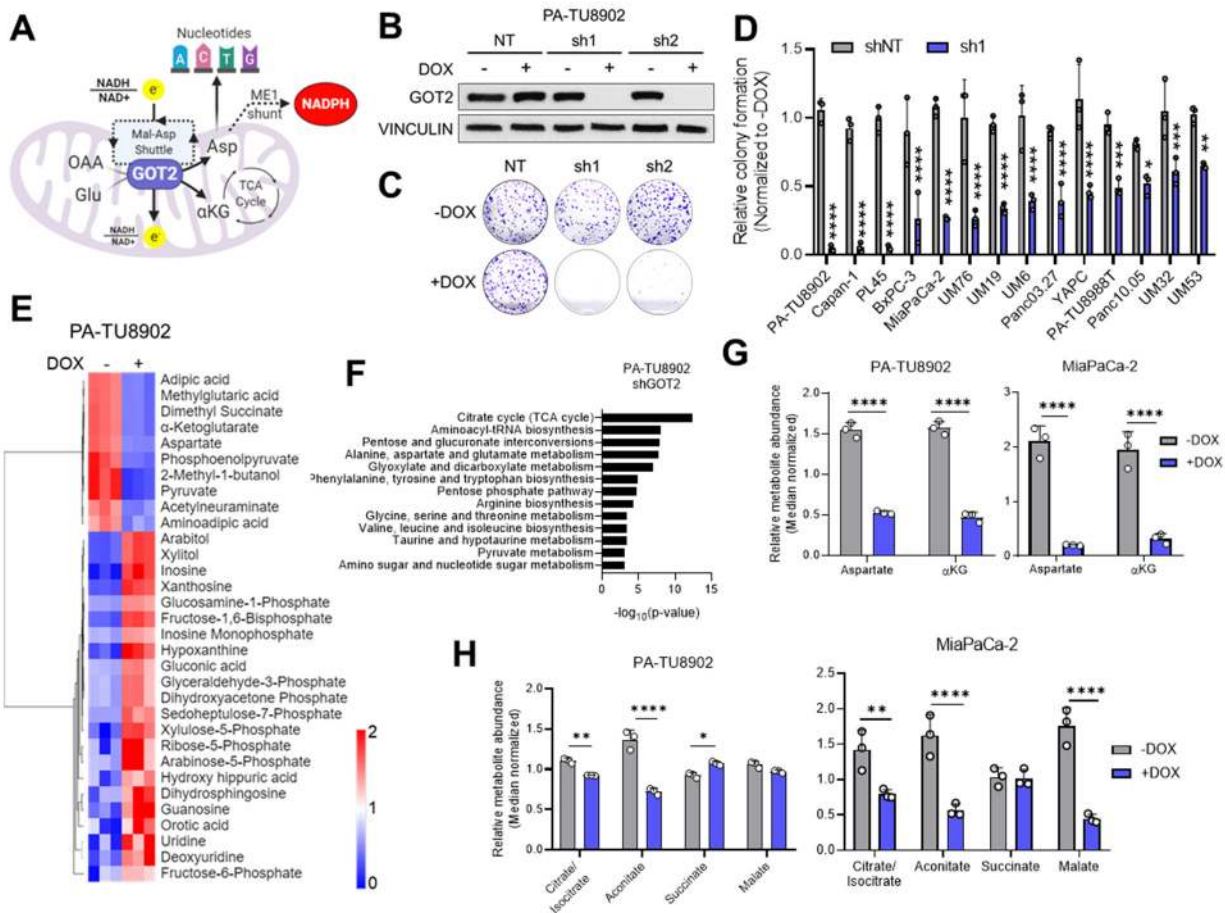 A
Nucleotides
A C T G
NADH
NAD+
e-
ME1
shunt
NADPH
Mal-Asp
Shuttle
Asp
OAA
GOT2
Glu
αKG
TCA
Cycle
NADH
NAD+
e-
B
PA-TU8902
NT sh1 sh2
DOX - + - + - +
GOT2
VINCULIN
C
NT sh1 sh2
-DOX
+DOX
D
shNT sh1
Relative colony formation
(Normalized to -DOX)
1.5
1.0
0.5
0.0
**** **** **** **** **** **** **** **** **** **** **** * *** **
PA-TU8902
Capan-1
PL45
BxPC-3
MiaPaCa-2
UM76
UM19
UM6
Panc03.27
YAPC
PA-TU8988T
Panc10.05
UM32
UM53
E
PA-TU8902
DOX - +
Adipic acid
Methylglutaric acid
Dimethyl Succinate
α-Ketoglutarate
Aspartate
Phosphoenolpyruvate
2-Methyl-1-butanol
Pyruvate
Acetylneuraminate
Aminoadipic acid
Arabitol
Xylitol
Inosine
Xanthosine
Glucosamine-1-Phosphate
Fructose-1,6-Bisphosphate
Inosine Monophosphate
Hypoxanthine
Gluconic acid
Glyceraldehyde-3-Phosphate
Dihydroxyacetone Phosphate
Sedoheptulose-7-Phosphate
Xylulose-5-Phosphate
Ribose-5-Phosphate
Arabinose-5-Phosphate
Hydroxy hippuric acid
Dihydrosphingosine
Guanosine
Orotic acid
Uridine
Deoxyuridine
Fructose-6-Phosphate
2
1
0
F
PA-TU8902
shGOT2
Citrate cycle (TCA cycle)
Aminoacyl-tRNA biosynthesis
Pentose and glucuronate interconversions
Alanine, aspartate and glutamate metabolism
Glyoxylate and dicarboxylate metabolism
Phenylalanine, tyrosine and tryptophan biosynthesis
Pentose phosphate pathway
Arginine biosynthesis
Glycine, serine and threonine metabolism
Valine, leucine and isoleucine biosynthesis
Taurine and hypotaurine metabolism
Pyruvate metabolism
Amino sugar and nucleotide sugar metabolism
0 5 10 15
-log10(p-value)
G
PA-TU8902
Relative metabolite abundance
(Median normalized)
2.0
1.5
1.0
0.5
0.0
**** ****
Aspartate αKG
MiaPaCa-2
3
2
1
0
**** ****
Aspartate αKG
-DOX
+DOX
H
PA-TU8902
Relative metabolite abundance
(Median normalized)
2.0
1.5
1.0
0.5
0.0
** **** *
Citrate/
Isocitrate
Aconitate
Succinate
Malate
MiaPaCa-2
2.5
2.0
1.5
1.0
0.5
0.0
** **** ****
Citrate/
Isocitrate
Aconitate
Succinate
Malate
-DOX
+DOX